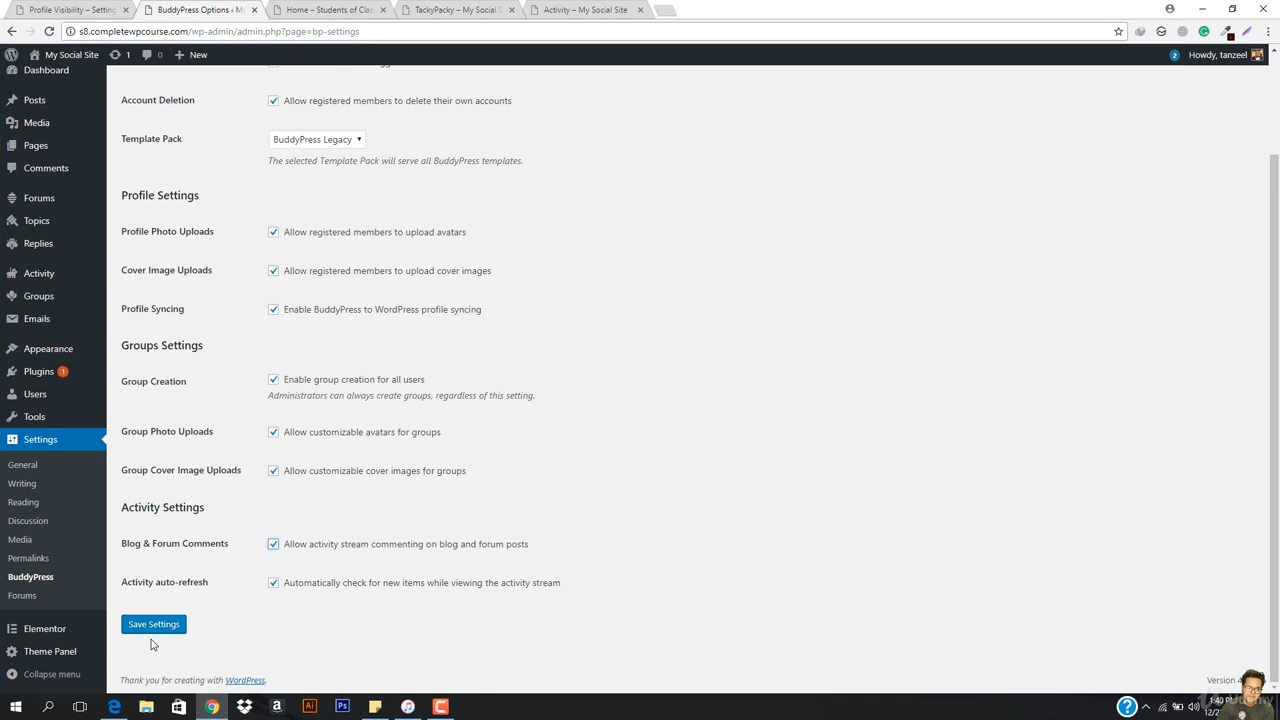 Profile Visibility – Settin
BuddyPress Options ‹ M
Home – Students of Clas
TackyPacky – My Social S
Activity – My Social Site
s8.completewpcourse.com/wp-admin/admin.php?page=bp-settings
My Social Site 1 0 New
2 Howdy, tanzeel
Dashboard
Posts
Media
Pages
Comments
Forums
Topics
Replies
Activity
Groups
Emails
Appearance
Plugins 1
Users
Tools
Settings
General
Writing
Reading
Discussion
Media
Permalinks
BuddyPress
Forums
Elementor
Theme Panel
Collapse menu
Account Deletion Allow registered members to delete their own accounts
Template Pack BuddyPress Legacy
The selected Template Pack will serve all BuddyPress templates.
Profile Settings
Profile Photo Uploads Allow registered members to upload avatars
Cover Image Uploads Allow registered members to upload cover images
Profile Syncing Enable BuddyPress to WordPress profile syncing
Groups Settings
Group Creation Enable group creation for all users
Administrators can always create groups, regardless of this setting.
Group Photo Uploads Allow customizable avatars for groups
Group Cover Image Uploads Allow customizable cover images for groups
Activity Settings
Blog & Forum Comments Allow activity stream commenting on blog and forum posts
Activity auto-refresh Automatically check for new items while viewing the activity stream
Save Settings
Thank you for creating with WordPress.
Version
Ai
Ps
1:40 PM